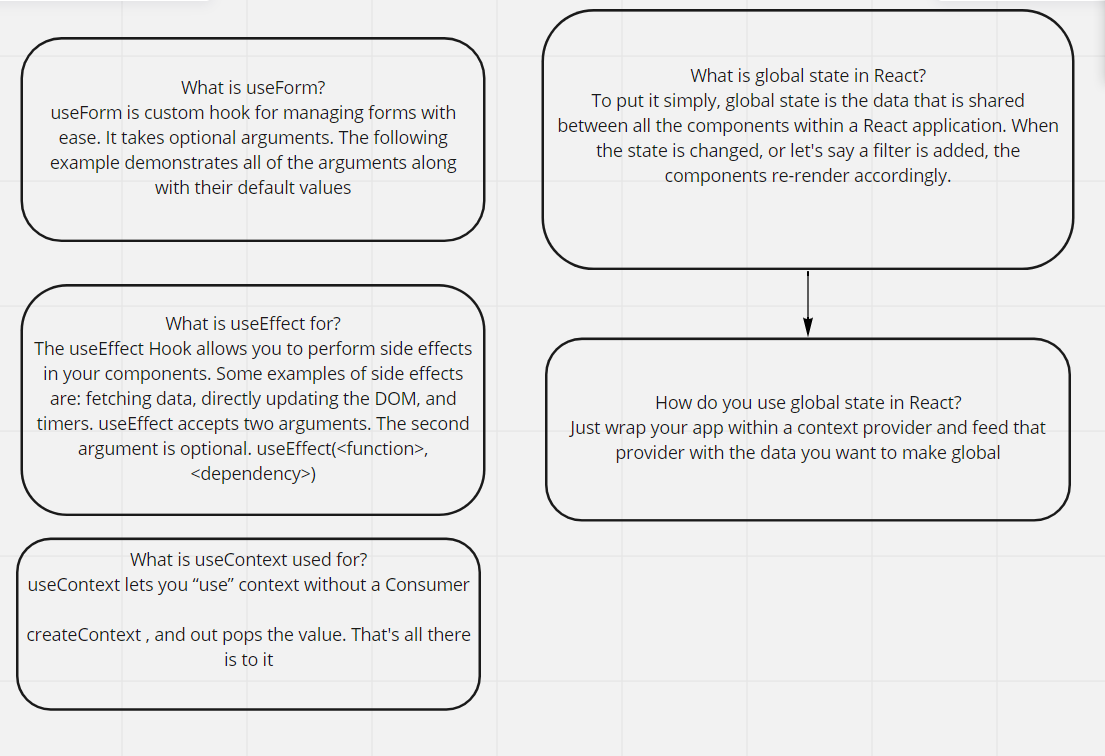 What is useForm?
useForm is custom hook for managing forms with
ease. It takes optional arguments. The following
example demonstrates all of the arguments along
with their default values
What is useEffect for?
The useEffect Hook allows you to perform side effects
in your components. Some examples of side effects
are: fetching data, directly updating the DOM, and
timers. useEffect accepts two arguments. The second
argument is optional. useEffect(<function>,
<dependency>)
What is useContext used for?
useContext lets you “use” context without a Consumer
createContext , and out pops the value. That's all there
is to it
What is global state in React?
To put it simply, global state is the data that is shared
between all the components within a React application. When
the state is changed, or let's say a filter is added, the
components re-render accordingly.
How do you use global state in React?
Just wrap your app within a context provider and feed that
provider with the data you want to make global